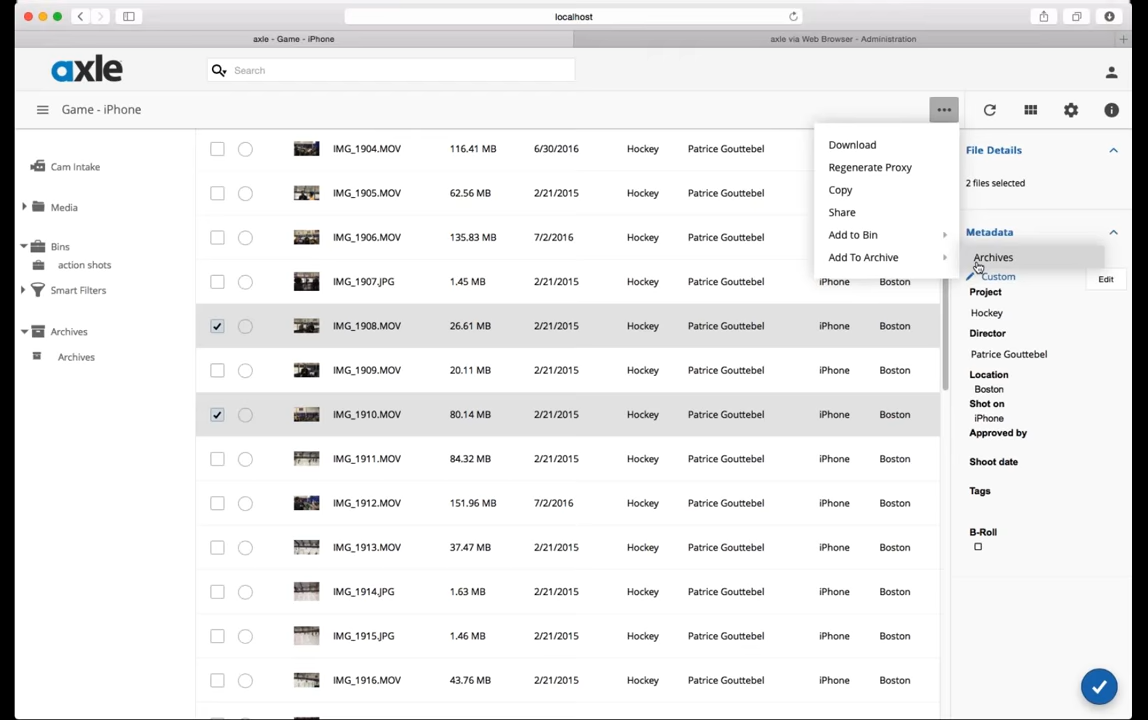 localhost
axle - Game - iPhone
axle via Web Browser - Administration
axle
Search
Game - iPhone
Cam Intake
Media
Bins
action shots
Smart Filters
Archives
Archives
IMG_1904.MOV 116.41 MB 6/30/2016 Hockey Patrice Gouttebel
IMG_1905.MOV 62.56 MB 2/21/2015 Hockey Patrice Gouttebel
IMG_1906.MOV 135.83 MB 7/2/2016 Hockey Patrice Gouttebel
IMG_1907.JPG 1.45 MB 2/21/2015 Hockey Patrice Gouttebel iPhone Boston
IMG_1908.MOV 26.61 MB 2/21/2015 Hockey Patrice Gouttebel iPhone Boston
IMG_1909.MOV 20.11 MB 2/21/2015 Hockey Patrice Gouttebel iPhone Boston
IMG_1910.MOV 80.14 MB 2/21/2015 Hockey Patrice Gouttebel iPhone Boston
IMG_1911.MOV 84.32 MB 2/21/2015 Hockey Patrice Gouttebel iPhone Boston
IMG_1912.MOV 151.96 MB 7/2/2016 Hockey Patrice Gouttebel iPhone Boston
IMG_1913.MOV 37.47 MB 2/21/2015 Hockey Patrice Gouttebel iPhone Boston
IMG_1914.JPG 1.63 MB 2/21/2015 Hockey Patrice Gouttebel iPhone Boston
IMG_1915.JPG 1.46 MB 2/21/2015 Hockey Patrice Gouttebel iPhone Boston
IMG_1916.MOV 43.76 MB 2/21/2015 Hockey Patrice Gouttebel iPhone Boston
Download
Regenerate Proxy
Copy
Share
Add to Bin
Add To Archive
Archives
File Details
2 files selected
Metadata
Custom
Edit
Project
Hockey
Director
Patrice Gouttebel
Location
Boston
Shot on
iPhone
Approved by
Shoot date
Tags
B-Roll